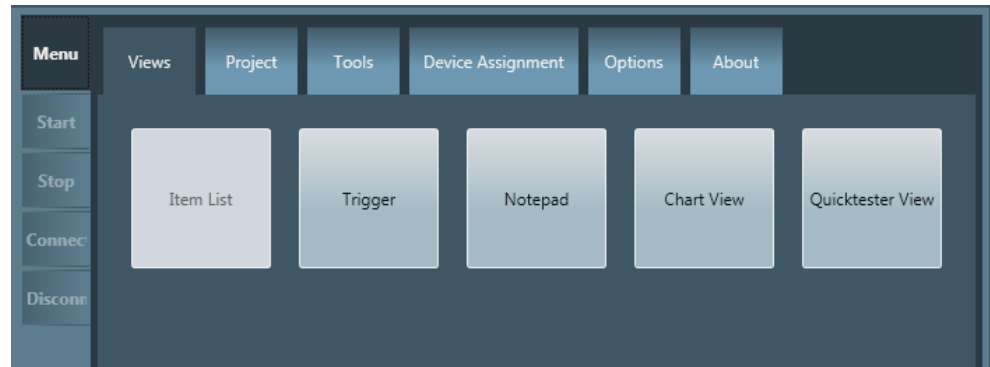 Menu
Views Project Tools Device Assignment Options About
Start
Stop
Connec
Disconn
Item List Trigger Notepad Chart View Quicktester View